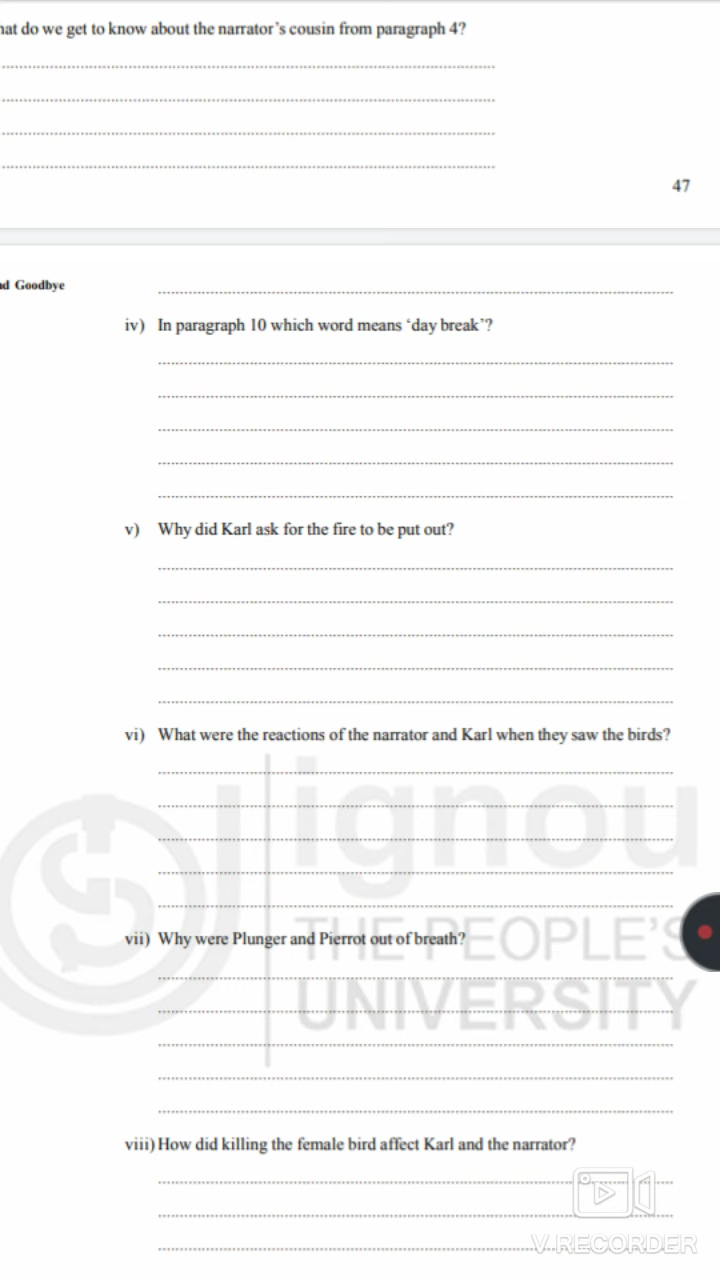 do we get to know about the narrator's cousin from paragraph 4?
47
Goodbye
iv) In paragraph 10 which word means 'day break'?
v) Why did Karl ask for the fire to be put out?
vi) What were the reactions of the narrator and Karl when they saw the birds?
ignou
THE PEOPLE'S
vii) Why were Plunger and Pierrot out of breath?
UNIVERSITY
viii) How did killing the female bird affect Karl and the narrator?
V RECORDER